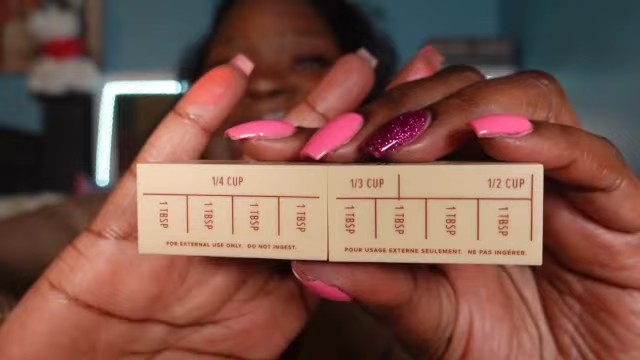 1/4 CUP
1 TBSP 1 TBSP 1 TBSP 1 TBSP
FOR EXTERNAL USE ONLY. DO NOT INGEST.
1/3 CUP 1/2 CUP
1 TBSP 1 TBSP 1 TBSP 1 TBSP
POUR USAGE EXTERNE SEULEMENT. NE PAS INGÉRER.